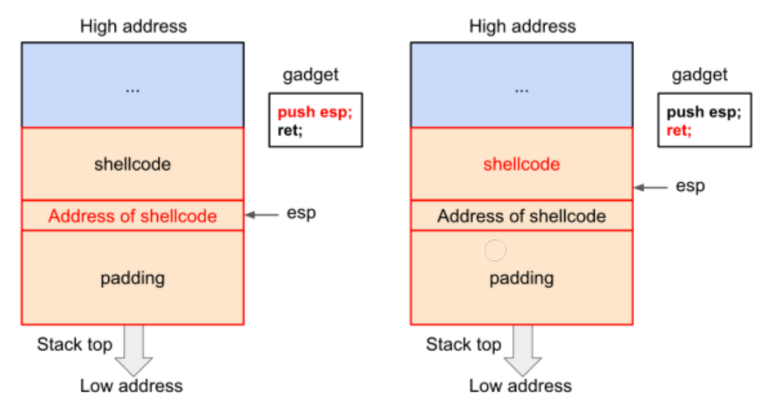 High address
...
gadget
push esp;
ret;
shellcode
Address of shellcode
esp
padding
Stack top
Low address
High address
...
gadget
push esp;
ret;
shellcode
esp
Address of shellcode
padding
Stack top
Low address